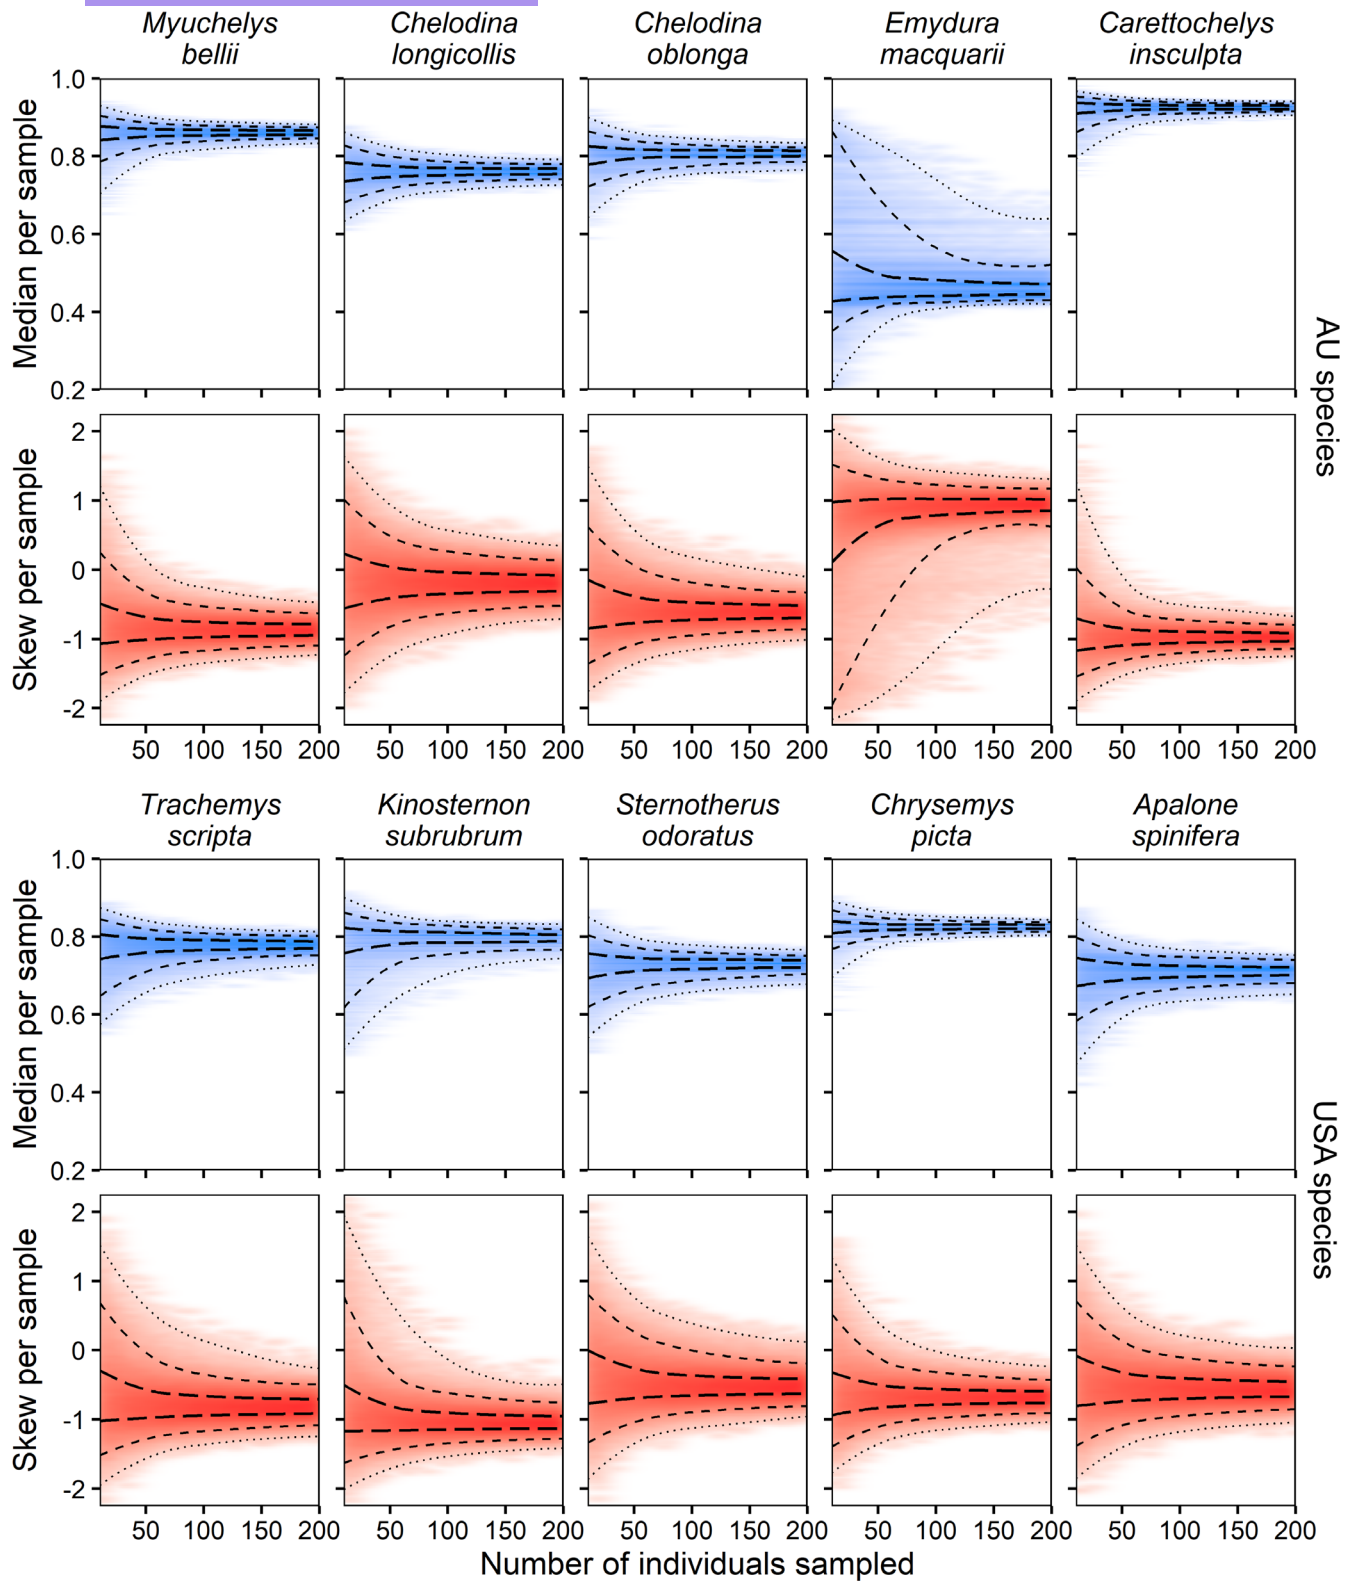 Myuchelys bellii
Chelodina longicollis
Chelodina oblonga
Emydura macquarii
Carettochelys insculpta
Median per sample
1.0
0.8
0.6
0.4
0.2
AU species
Skew per sample
2
1
0
-1
-2
50 100 150 200
50 100 150 200
50 100 150 200
50 100 150 200
50 100 150 200
Trachemys scripta
Kinosternon subrubrum
Sternotherus odoratus
Chrysemys picta
Apalone spinifera
Median per sample
1.0
0.8
0.6
0.4
0.2
USA species
Skew per sample
2
1
0
-1
-2
50 100 150 200
50 100 150 200
50 100 150 200
50 100 150 200
50 100 150 200
Number of individuals sampled